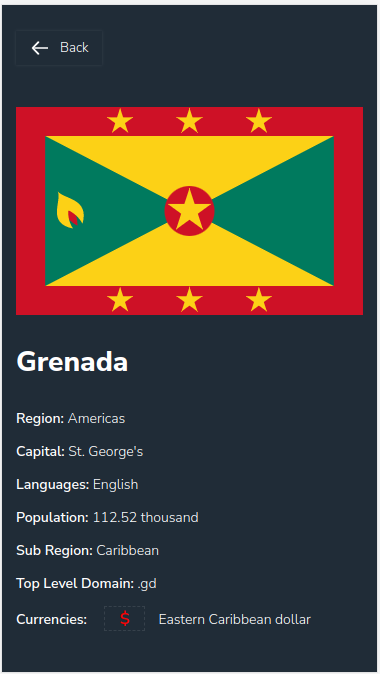 Back
Grenada
Region: Americas
Capital: St. George's
Languages: English
Population: 112.52 thousand
Sub Region: Caribbean
Top Level Domain: .gd
Currencies: $ Eastern Caribbean dollar